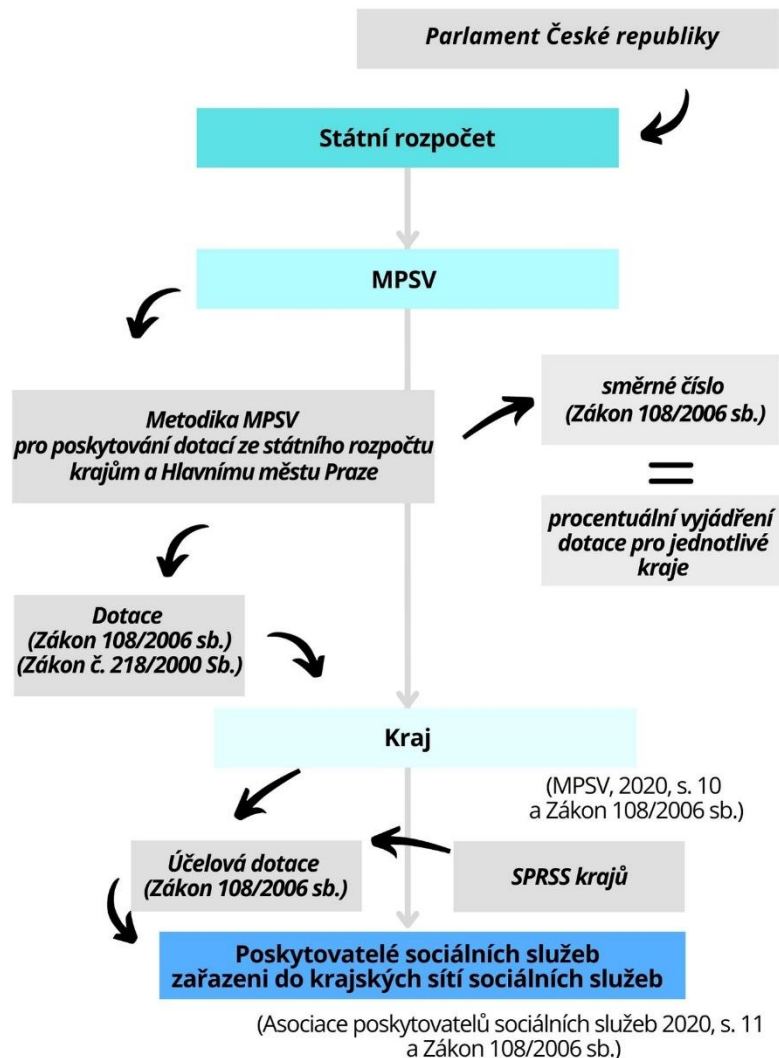 Parlament České republiky
Státní rozpočet
MPSV
Metodika MPSV
pro poskytování dotací ze státního rozpočtu
krajům a Hlavnímu městu Praze
směrné číslo
(Zákon 108/2006 sb.)
=
procentuální vyjádření
dotace pro jednotlivé
kraje
Dotace
(Zákon 108/2006 sb.)
(Zákon č. 218/2000 Sb.)
Kraj
(MPSV, 2020, s. 10
a Zákon 108/2006 sb.)
Účelová dotace
(Zákon 108/2006 sb.)
SPRSS krajů
Poskytovatelé sociálních služeb
zařazeni do krajských sítí sociálních služeb
(Asociace poskytovatelů sociálních služeb 2020, s. 11
a Zákon 108/2006 sb.)